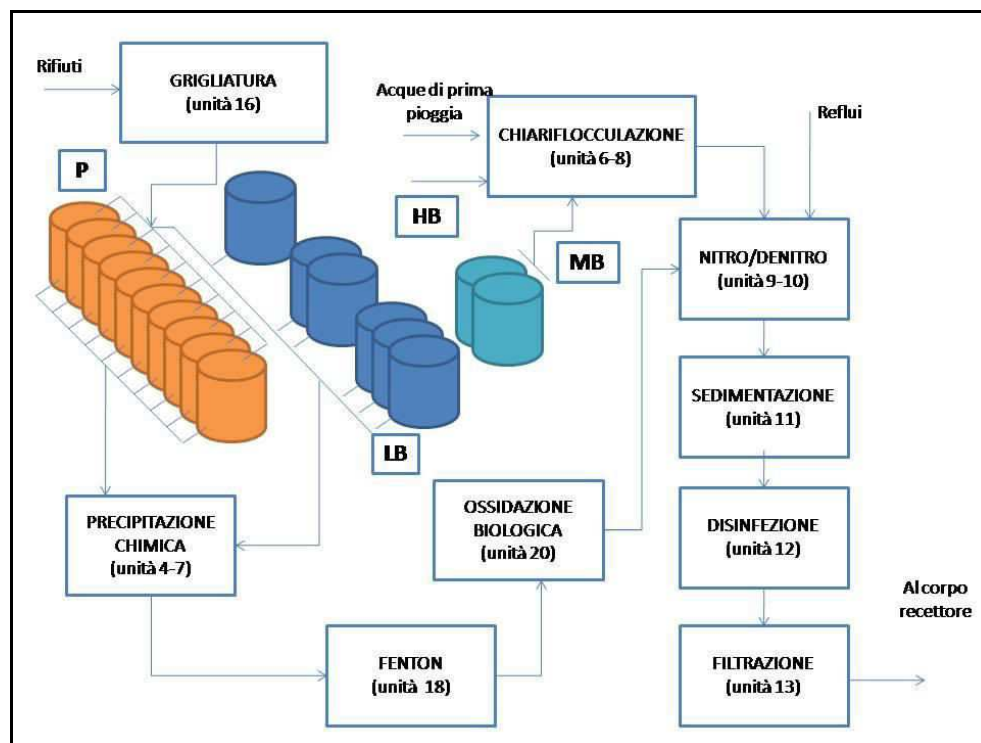 Rifiuti
GRIGLIATURA
(unità 16)
Acque di prima
pioggia
CHIARIFLOCCULAZIONE
(unità 6-8)
Reflui
P
HB
MB
NITRO/DENITRO
(unità 9-10)
SEDIMENTAZIONE
(unità 11)
LB
PRECIPITAZIONE
CHIMICA
(unità 4-7)
OSSIDAZIONE
BIOLOGICA
(unità 20)
DISINFEZIONE
(unità 12)
Al corpo
recettore
FENTON
(unità 18)
FILTRAZIONE
(unità 13)